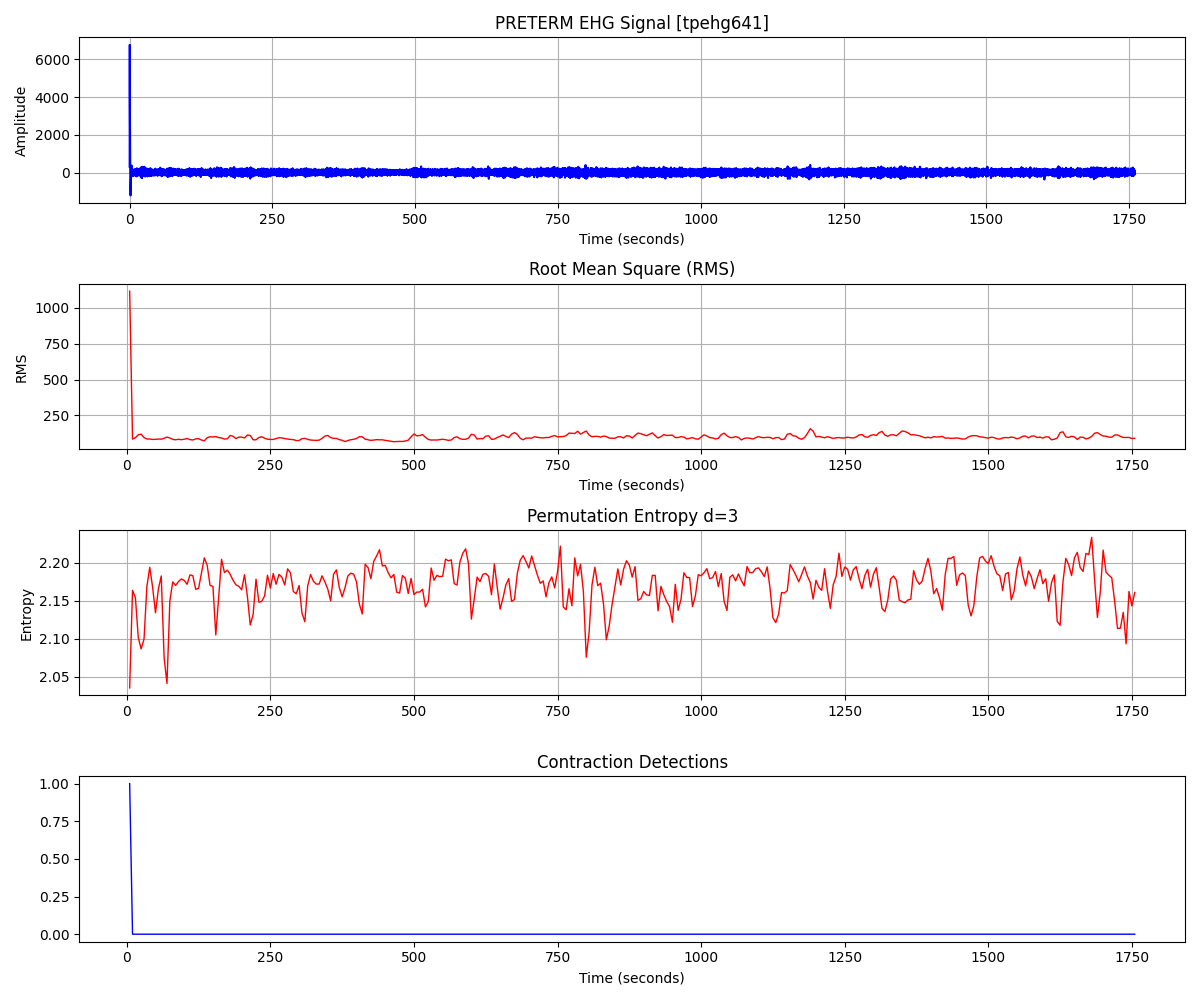 PRETERM EHG Signal [tpehg641]
Amplitude
6000
4000
2000
0
0 250 500 750 1000 1250 1500 1750
Time (seconds)
Root Mean Square (RMS)
RMS
1000
750
500
250
0 250 500 750 1000 1250 1500 1750
Time (seconds)
Permutation Entropy d=3
Entropy
2.20
2.15
2.10
2.05
0 250 500 750 1000 1250 1500 1750
Contraction Detections
1.00
0.75
0.50
0.25
0.00
0 250 500 750 1000 1250 1500 1750
Time (seconds)